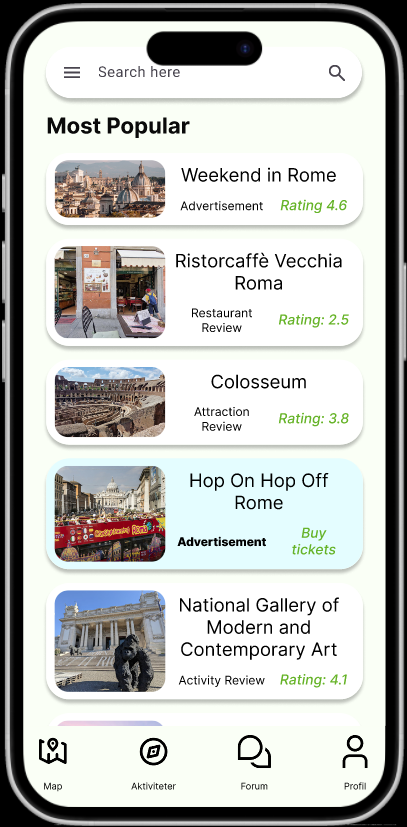 Search here
Most Popular
Weekend in Rome
Advertisement
Rating 4.6
Ristorcaffè Vecchia
Roma
Restaurant
Review
Rating: 2.5
Colosseum
Attraction
Review
Rating: 3.8
Hop On Hop Off
Rome
Advertisement
Buy
tickets
National Gallery of
Modern and
Contemporary Art
Activity Review
Rating: 4.1
Map
Aktiviteter
Forum
Profil